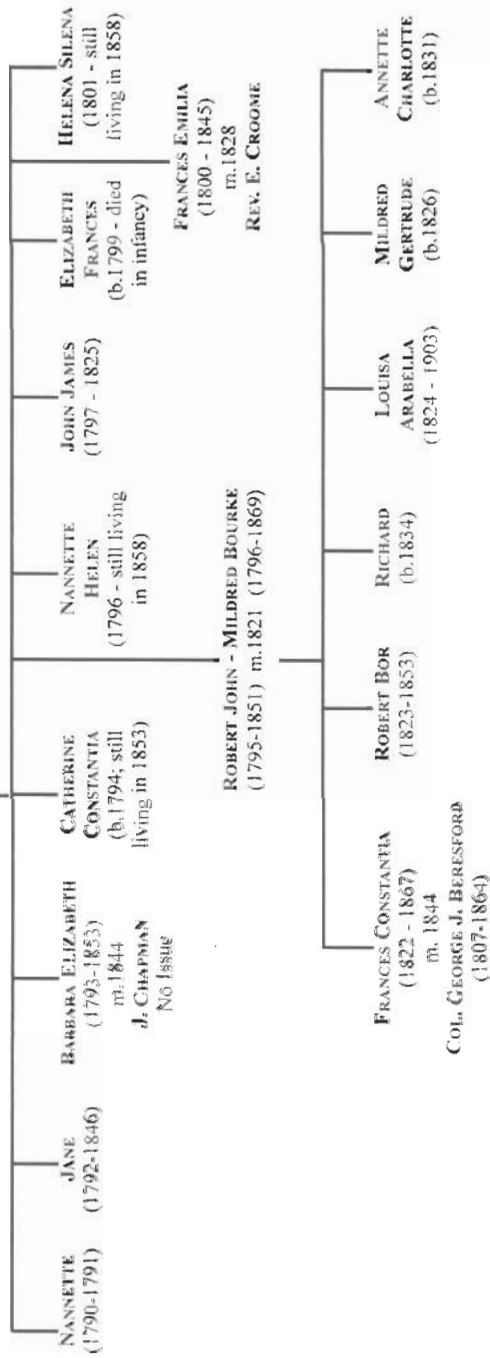 NANNETTE
(1790-1791)
JANE
(1792-1846)
BARBARA ELIZABETH
(1793-1853)
m.1844
J. CHAPMAN
No Issue
CATHERINE
CONSTANTIA
(b.1794; still
living in 1853)
NANNETTE
HELEN
(1796 - still living
in 1858)
JOHN JAMES
(1797 - 1825)
ELIZABETH
FRANCES
(b.1799 - died
in infancy)
HELENA SILENA
(1801 - still
living in 1858)
ROBERT JOHN - MILDRED BOURKE
(1795-1851) m.1821 (1796-1869)
FRANCES EMILIA
(1800 - 1845)
m.1828
REV. E. CROOME
FRANCES CONSTANTIA
(1822 - 1867)
m. 1844
COL. GEORGE J. BERESFORD
(1807-1864)
ROBERT BOR
(1823-1853)
RICHARD
(b.1834)
LOUISA
ARABELLA
(1824 - 1903)
MILDRED
GERTRUDE
(b.1826)
ANNETTE
CHARLOTTE
(b.1831)